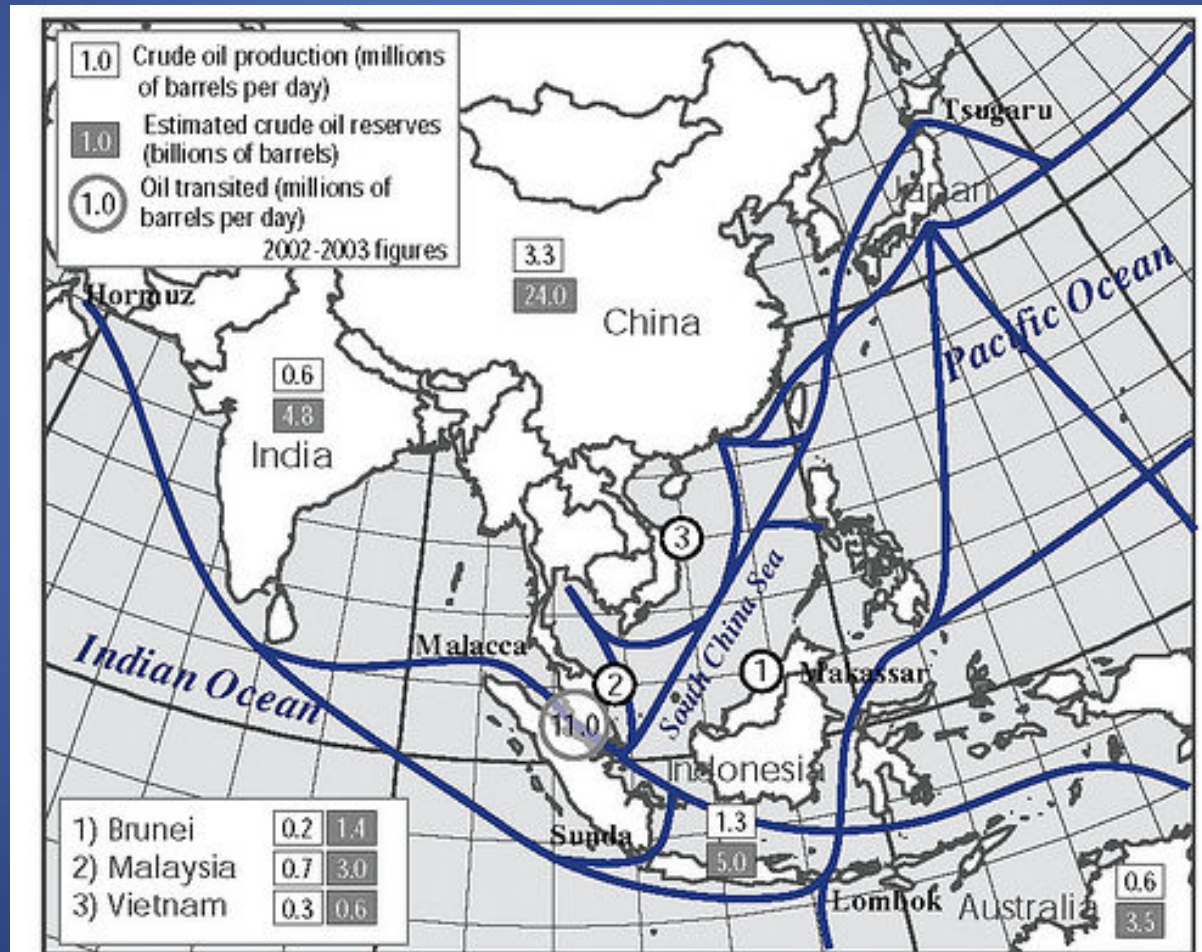 1.0 Crude oil production (millions
of barrels per day)
1.0 Estimated crude oil reserves
(billions of barrels)
1.0 Oil transited (millions of
barrels per day)
2002-2003 figures
Tsugaru
Japan
Hormuz
3.3
24.0
China
Pacific Ocean
0.6
4.8
India
3
South China Sea
Malacca
Indian Ocean
2
1
Makassar
11.0
Indonesia
1.3
5.0
Sunda
1) Brunei 0.2 1.4
2) Malaysia 0.7 3.0
3) Vietnam 0.3 0.6
Lombok
Australia
0.6
3.5